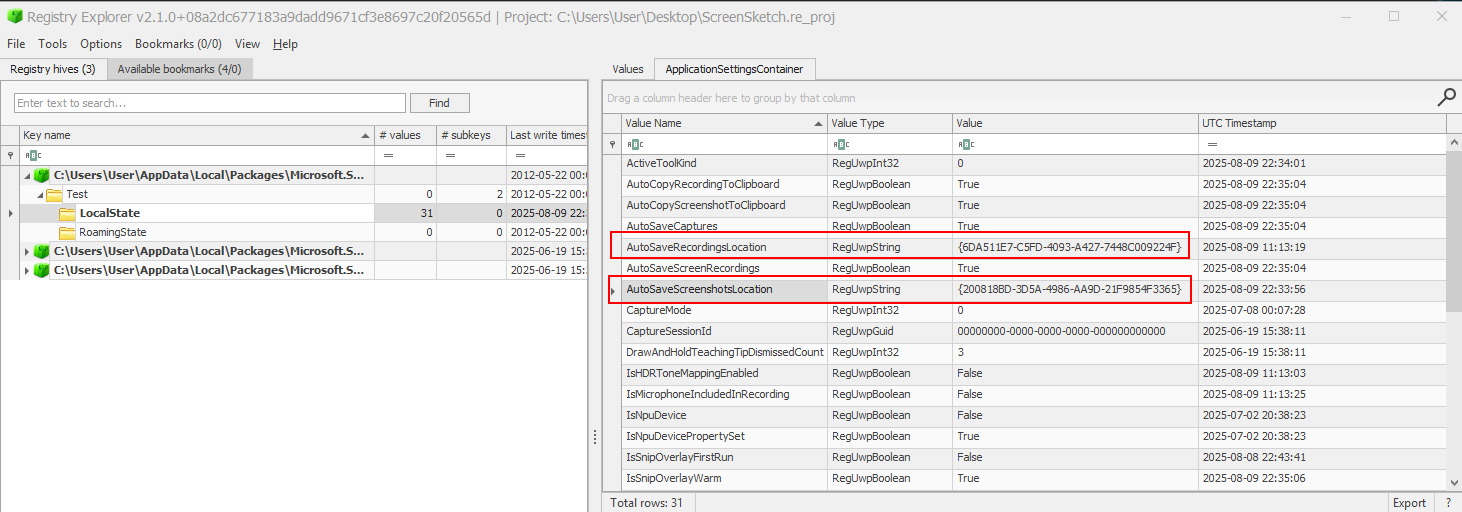 Registry Explorer v2.1.0+08a2dc677183a9dadd9671cf3e8697c20f20565d | Project: C:\Users\User\Desktop\ScreenSketch.re_proj
File Tools Options Bookmarks (0/0) View Help
Registry hives (3) Available bookmarks (4/0)
Enter text to search... Find
Key name # values # subkeys Last write timest
= = =
C:\Users\User\AppData\Local\Packages\Microsoft.S... 2012-05-22 00:0
Test 0 2 2012-05-22 00:0
LocalState 31 0 2025-08-09 22:
RoamingState 0 0 2012-05-22 00:0
C:\Users\User\AppData\Local\Packages\Microsoft.S... 2025-06-19 15:3
C:\Users\User\AppData\Local\Packages\Microsoft.S... 2025-06-19 15:3
Values ApplicationSettingsContainer
Drag a column header here to group by that column
Value Name Value Type Value UTC Timestamp
=
ActiveToolKind RegUwpInt32 0 2025-08-09 22:34:01
AutoCopyRecordingToClipboard RegUwpBoolean True 2025-08-09 22:35:04
AutoCopyScreenshotToClipboard RegUwpBoolean True 2025-08-09 22:35:04
AutoSaveCaptures RegUwpBoolean True 2025-08-09 22:35:04
AutoSaveRecordingsLocation RegUwpString {6DA511E7-C5FD-4093-A427-7448C009224F} 2025-08-09 11:13:19
AutoSaveScreenRecordings RegUwpBoolean True 2025-08-09 22:35:04
AutoSaveScreenshotsLocation RegUwpString {200818BD-3D5A-4986-AA9D-21F9854F3365} 2025-08-09 22:33:56
CaptureMode RegUwpInt32 0 2025-07-08 00:07:28
CaptureSessionId RegUwpGuid 00000000-0000-0000-0000-000000000000 2025-06-19 15:38:11
DrawAndHoldTeachingTipDismissedCount RegUwpInt32 3 2025-06-19 15:38:11
IsHDRToneMappingEnabled RegUwpBoolean False 2025-08-09 11:13:03
IsMicrophoneIncludedInRecording RegUwpBoolean False 2025-08-09 11:13:25
IsNpuDevice RegUwpBoolean False 2025-07-02 20:38:23
IsNpuDevicePropertySet RegUwpBoolean True 2025-07-02 20:38:23
IsSnipOverlayFirstRun RegUwpBoolean False 2025-08-08 22:43:41
IsSnipOverlayWarm RegUwpBoolean True 2025-08-09 22:35:06
Total rows: 31 Export ?